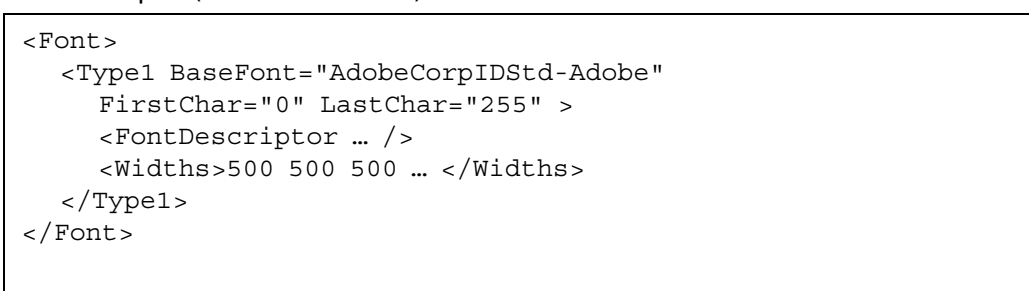 <Font>
<Type1 BaseFont="AdobeCorpIDStd-Adobe"
FirstChar="0" LastChar="255" >
<FontDescriptor … />
<Widths>500 500 500 … </Widths>
</Type1>
</Font>